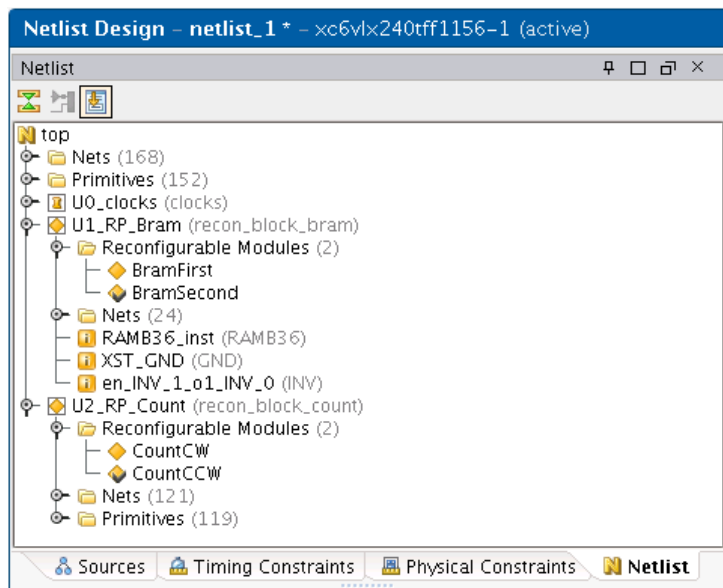 Netlist Design - netlist_1 * - xc6vlx240tff1156-1 (active)
Netlist
top
Nets (168)
Primitives (152)
U0_clocks (clocks)
U1_RP_Bram (recon_block_bram)
Reconfigurable Modules (2)
BramFirst
BramSecond
Nets (24)
RAMB36_inst (RAMB36)
XST_GND (GND)
en_INV_1_o1_INV_0 (INV)
U2_RP_Count (recon_block_count)
Reconfigurable Modules (2)
CountCW
CountCCW
Nets (121)
Primitives (119)
Sources Timing Constraints Physical Constraints Netlist